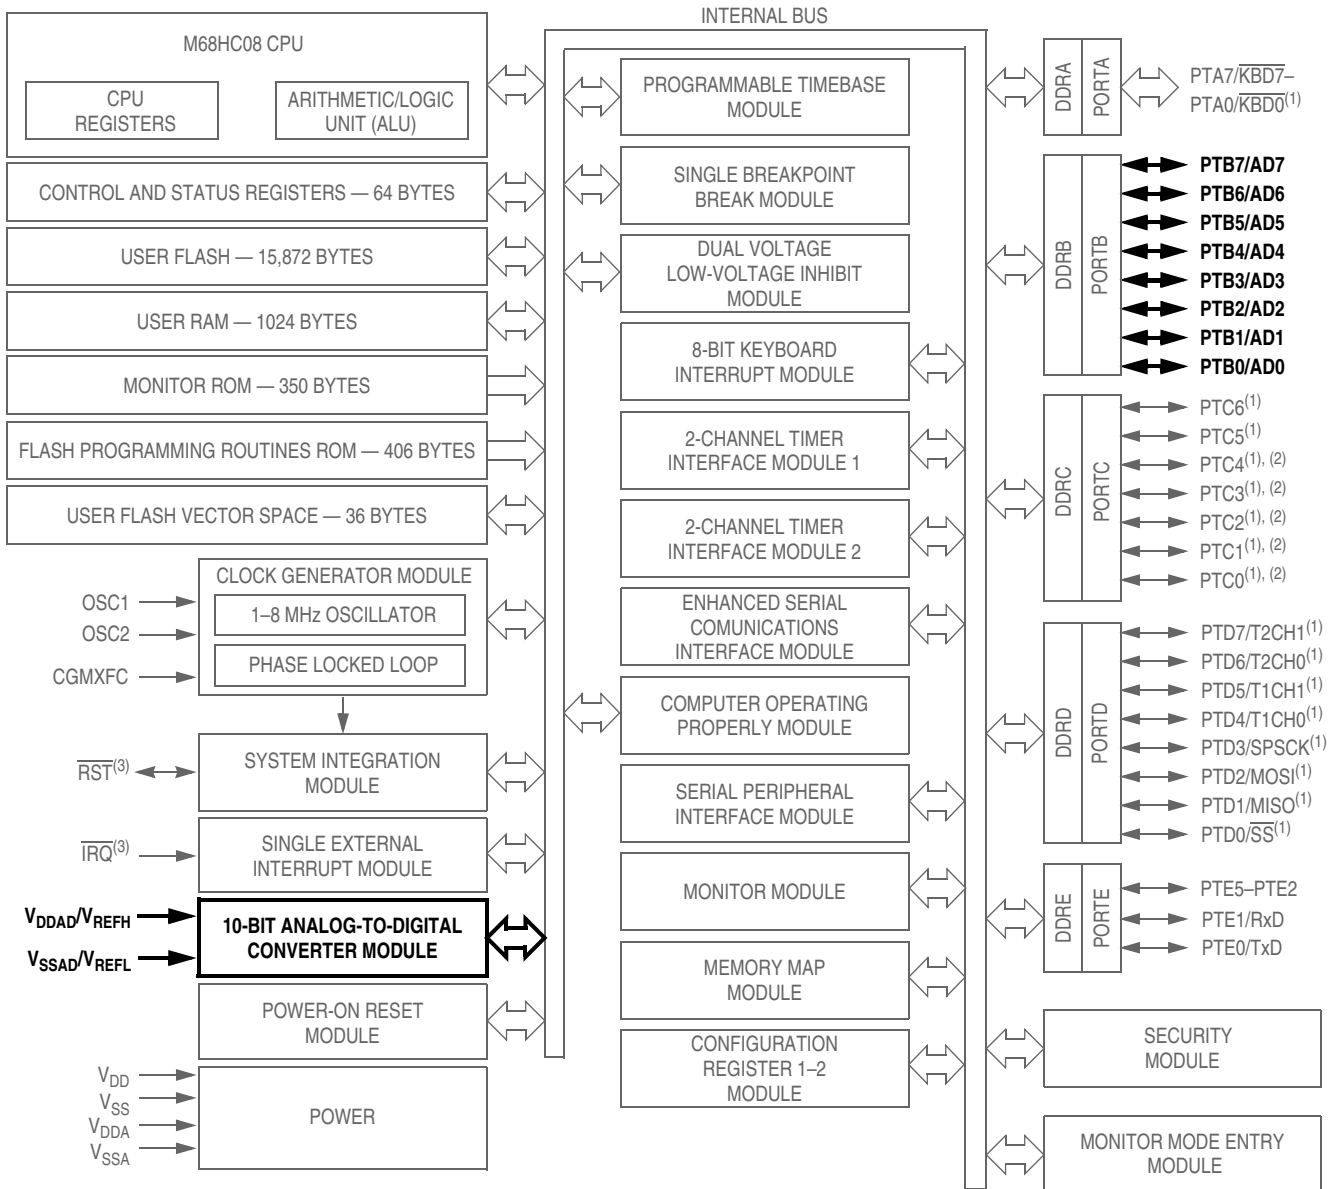 INTERNAL BUS
M68HC08 CPU
CPU
REGISTERS
ARITHMETIC/LOGIC
UNIT (ALU)
CONTROL AND STATUS REGISTERS — 64 BYTES
USER FLASH — 15,872 BYTES
USER RAM — 1024 BYTES
MONITOR ROM — 350 BYTES
FLASH PROGRAMMING ROUTINES ROM — 406 BYTES
USER FLASH VECTOR SPACE — 36 BYTES
CLOCK GENERATOR MODULE
1–8 MHz OSCILLATOR
PHASE LOCKED LOOP
OSC1
OSC2
CGMXFC
SYSTEM INTEGRATION
MODULE
RST(3)
SINGLE EXTERNAL
INTERRUPT MODULE
IRQ(3)
VDDAD/VREFH
VSSAD/VREFL
10-BIT ANALOG-TO-DIGITAL
CONVERTER MODULE
POWER-ON RESET
MODULE
VDD
VSS
VDDA
VSSA
POWER
PROGRAMMABLE TIMEBASE
MODULE
SINGLE BREAKPOINT
BREAK MODULE
DUAL VOLTAGE
LOW-VOLTAGE INHIBIT
MODULE
8-BIT KEYBOARD
INTERRUPT MODULE
2-CHANNEL TIMER
INTERFACE MODULE 1
2-CHANNEL TIMER
INTERFACE MODULE 2
ENHANCED SERIAL
COMUNICATIONS
INTERFACE MODULE
COMPUTER OPERATING
PROPERLY MODULE
SERIAL PERIPHERAL
INTERFACE MODULE
MONITOR MODULE
MEMORY MAP
MODULE
CONFIGURATION
REGISTER 1–2
MODULE
DDRA
PORTA
PTA7/KBD7–
PTA0/KBD0(1)
DDRB
PORTB
PTB7/AD7
PTB6/AD6
PTB5/AD5
PTB4/AD4
PTB3/AD3
PTB2/AD2
PTB1/AD1
PTB0/AD0
DDRC
PORTC
PTC6(1)
PTC5(1)
PTC4(1), (2)
PTC3(1), (2)
PTC2(1), (2)
PTC1(1), (2)
PTC0(1), (2)
DDRD
PORTD
PTD7/T2CH1(1)
PTD6/T2CH0(1)
PTD5/T1CH1(1)
PTD4/T1CH0(1)
PTD3/SPSCK(1)
PTD2/MOSI(1)
PTD1/MISO(1)
PTD0/SS(1)
DDRE
PORTE
PTE5–PTE2
PTE1/RxD
PTE0/TxD
SECURITY
MODULE
MONITOR MODE ENTRY
MODULE